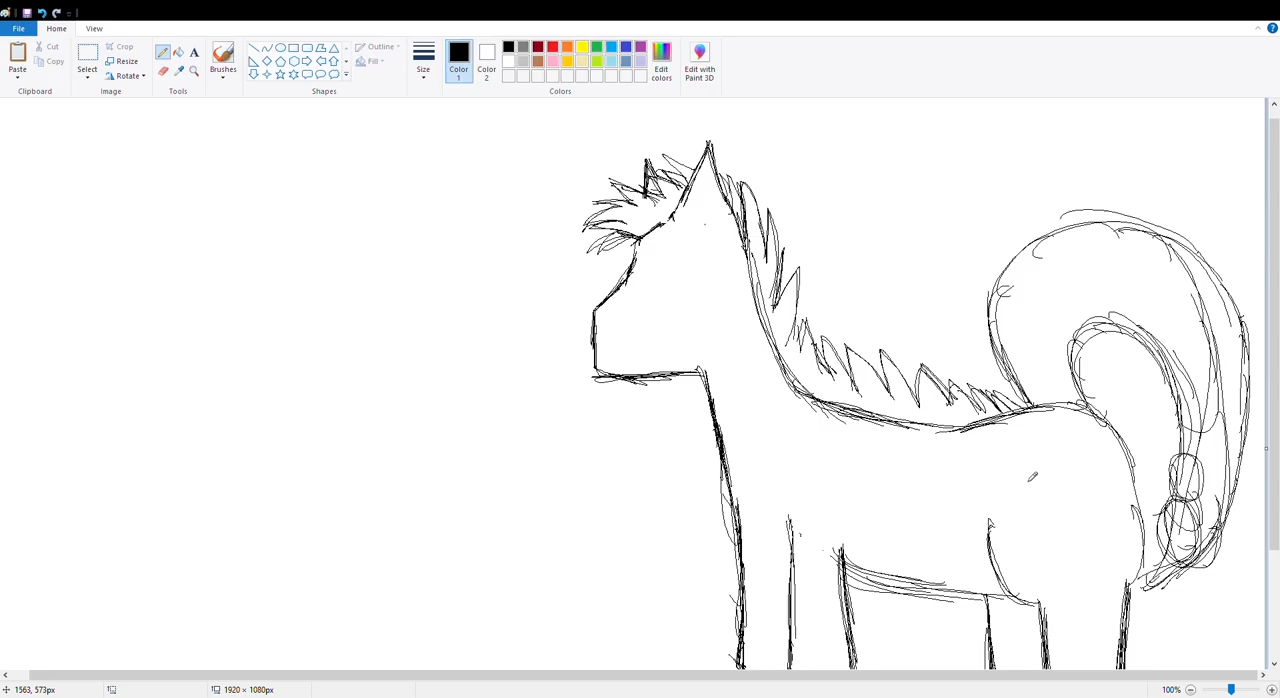 File Home View
Paste
Cut
Copy
Clipboard
Select
Crop
Resize
Rotate
Image
A
Tools
Brushes
Outline
Fill
Shapes
Size
Color 1
Color 2
Edit colors
Colors
Edit with Paint 3D
1563, 573px
1920 × 1080px
100%